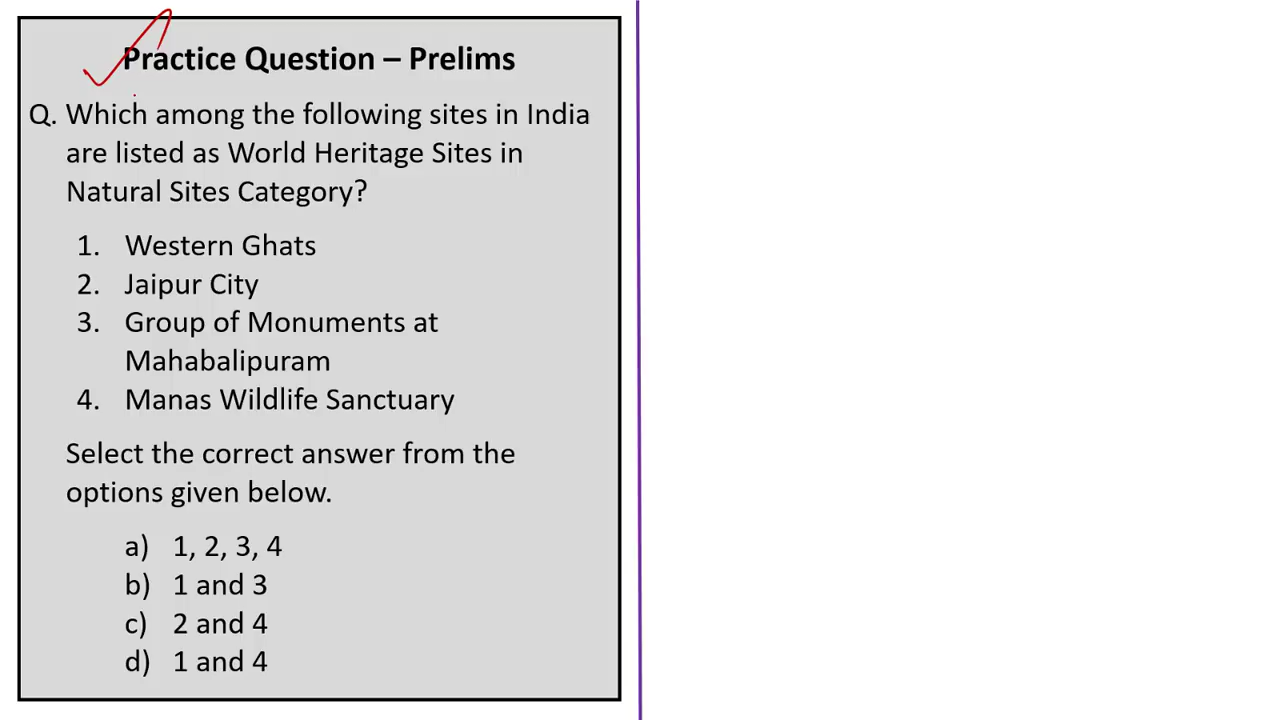 Practice Question – Prelims
Q. Which among the following sites in India
are listed as World Heritage Sites in
Natural Sites Category?
1. Western Ghats
2. Jaipur City
3. Group of Monuments at
Mahabalipuram
4. Manas Wildlife Sanctuary
Select the correct answer from the
options given below.
a) 1, 2, 3, 4
b) 1 and 3
c) 2 and 4
d) 1 and 4